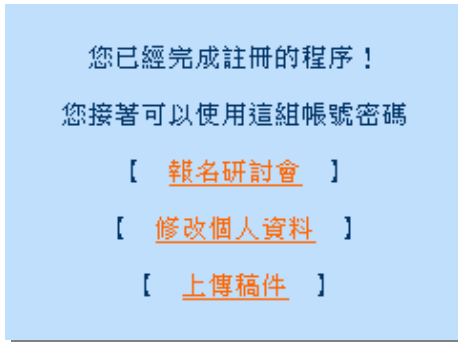 您已經完成註冊的程序！
您接著可以使用這組帳號密碼
【 報名研討會 】
【 修改個人資料 】
【 上傳稿件 】